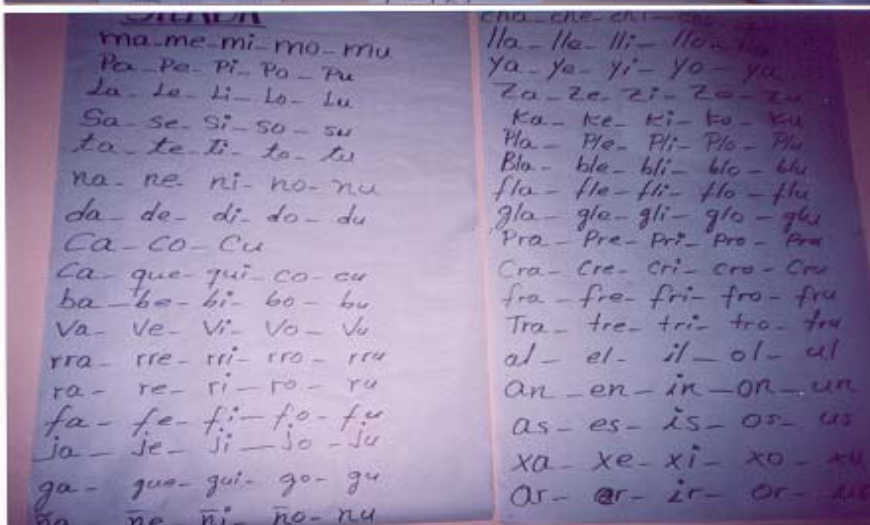 ma-me-mi-mo-mu
Pa-Pe-Pi-Po-Pu
La-Le-Li-Lo-Lu
Sa-se-si-so-su
ta-te-ti-to-tu
na-ne-ni-no-nu
da-de-di-do-du
Ca-Co-Cu
Ca-que-qui-co-cu
ba-be-bi-bo-bu
Va-Ve-Vi-Vo-Vu
rra-rre-rri-rro-rru
ra-re-ri-ro-ru
fa-fe-fi-fo-fu
ja-je-ji-jo-ju
ga-gue-gui-go-gu
ñe-ñi-ño-nu
cha-che-chi-
lla-lle-lli-llo-
ya-ye-yi-yo-yu
Za-Ze-Zi-Zo-Zu
Ka-Ke-Ki-Ko-Ku
Pla-Ple-Pli-Plo-Plu
Bla-ble-bli-blo-blu
fla-fle-fli-flo-flu
gla-gle-gli-glo-glu
Pra-Pre-Pri-Pro-Pru
Cra-Cre-Cri-Cro-Cru
fra-fre-fri-fro-fru
Tra-tre-tri-tro-tru
al-el-il-ol-ul
an-en-in-on-un
as-es-is-os-us
xa-xe-xi-xo-xu
ar-er-ir-or-